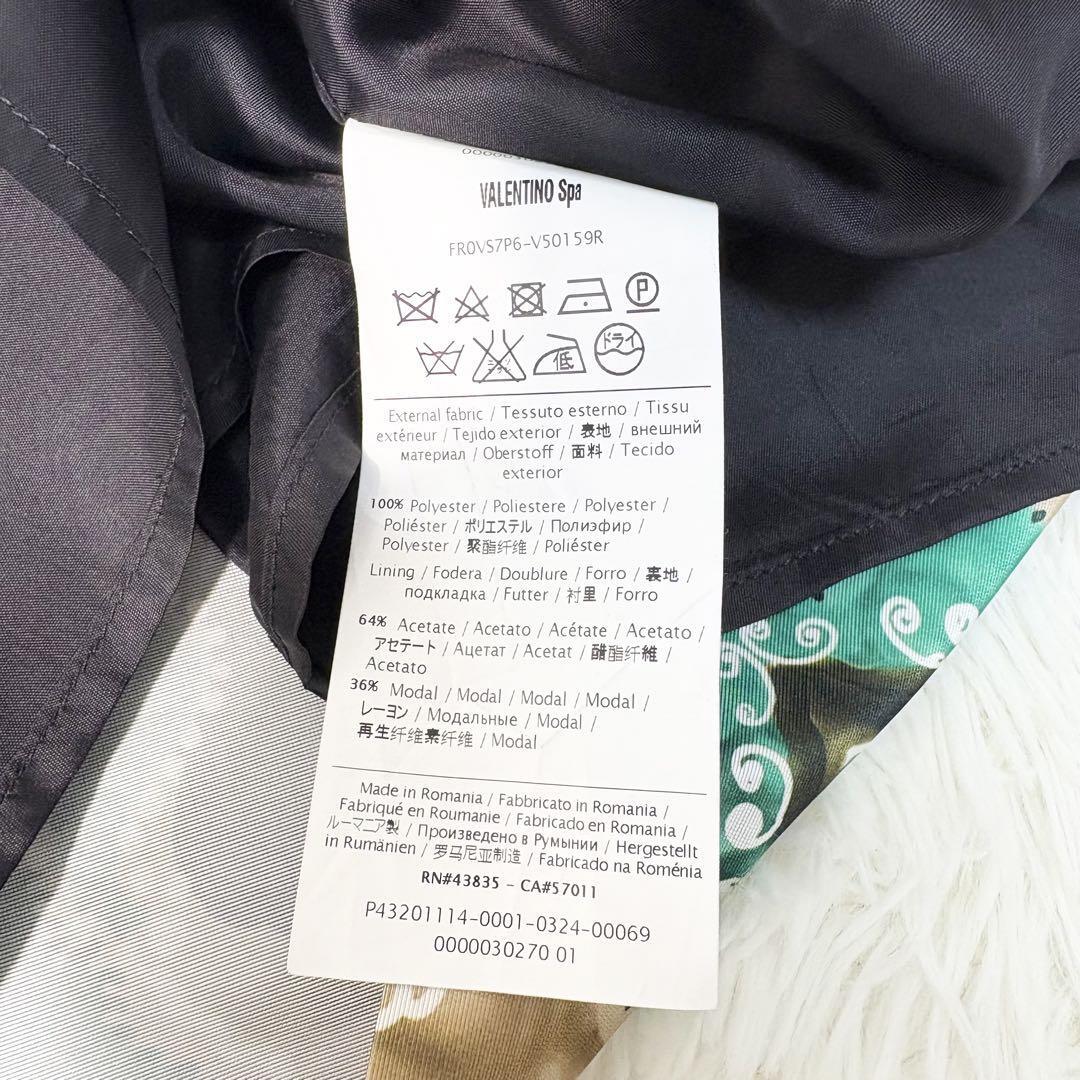 VALENTINO Spa
FR0VS7P6-V50159R
P
ドライ
低
External fabric / Tessuto esterno / Tissu
extérieur / Tejido exterior / 表地 / внешний
материал / Oberstoff / 面料 / Tecido
exterior
100% Polyester / Poliestere / Polyester /
Poliéster / ポリエステル / Полиэфир /
Polyester / 聚酯纤维 / Poliéster
Lining / Fodera / Doublure / Forro / 裏地 /
подкладка / Futter / 衬里 / Forro
64% Acetate / Acetato / Acétate / Acetato /
アセテート / Ацетат / Acetat / 醋酯纤维 /
Acetato
36% Modal / Modal / Modal / Modal /
レーヨン / Модальные / Modal /
再生纤维素纤维 / Modal
Made in Romania / Fabbricato in Romania /
Fabriqué en Roumanie / Fabricado en Romania /
ルーマニア製 / Произведено в Румынии / Hergestellt
in Rumänien / 罗马尼亚制造 / Fabricado na Roménia
RN#43835 - CA#57011
P43201114-0001-0324-00069
0000030270 01